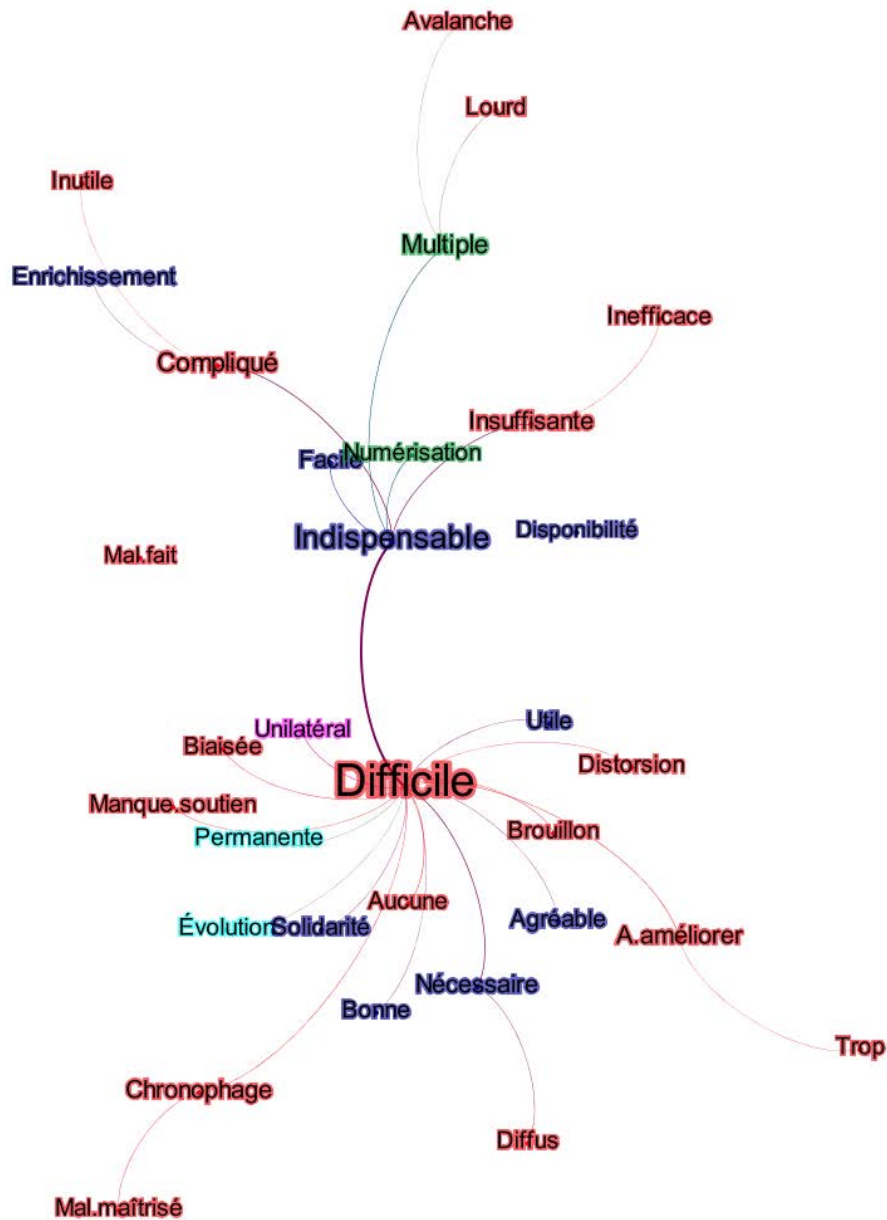 Avalanche
Lourd
Inutile
Multiple
Enrichissement
Inefficace
Compliqué
Insuffisante
Numérisation
Facile
Disponibilité
Indispensable
Mal.fait
Utile
Unilatéral
Biaisée
Distorsion
Difficile
Manque.soutien
Brouillon
Permanente
Aucune
Agréable
Évolution
Solidarité
A.améliorer
Nécessaire
Bonne
Trop
Chronophage
Diffus
Mal.maîtrisé